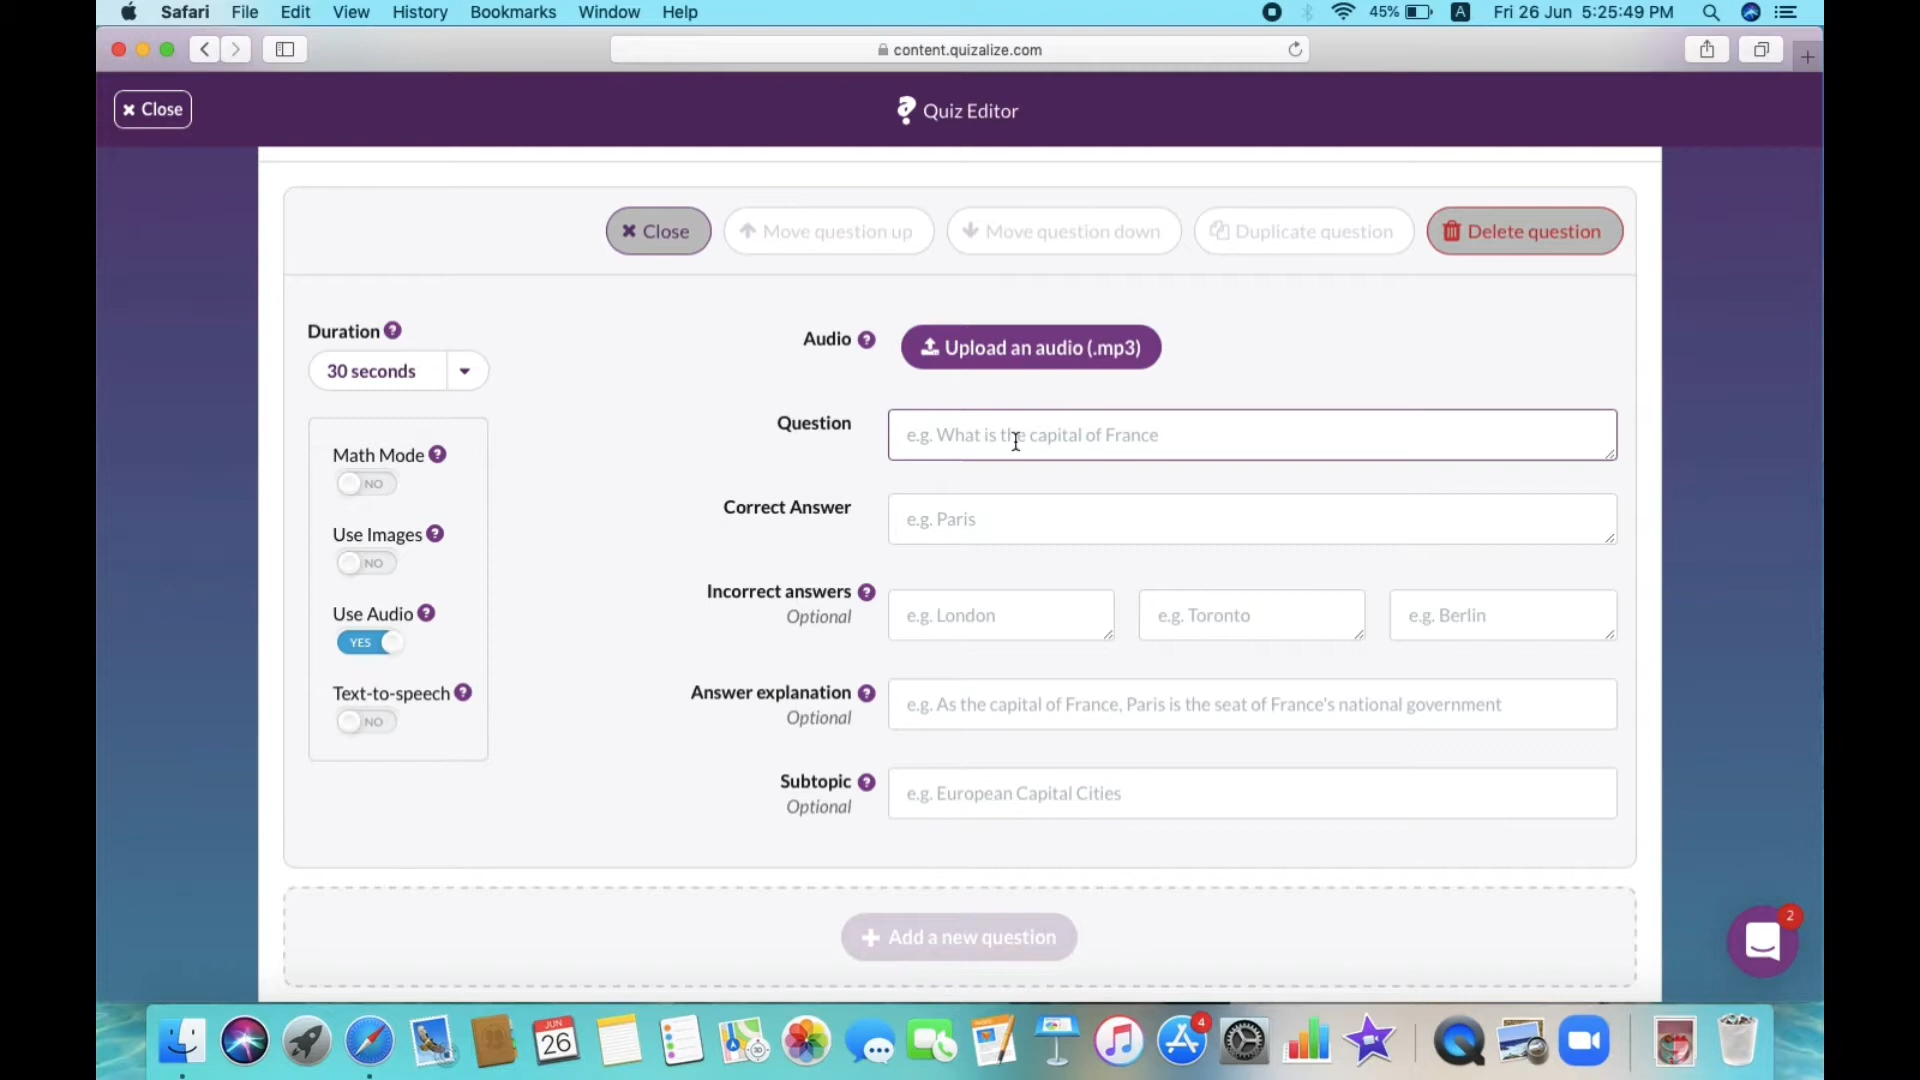 Safari File Edit View History Bookmarks Window Help 45% A Fri 26 Jun 5:25:49 PM
content.quizalize.com
Close
Quiz Editor
Close Move question up Move question down Duplicate question Delete question
Duration ?
30 seconds
Audio ?
Upload an audio (.mp3)
Question
e.g. What is the capital of France
Math Mode ?
NO
Correct Answer
e.g. Paris
Use Images ?
NO
Incorrect answers ?
Optional
e.g. London
e.g. Toronto
e.g. Berlin
Use Audio ?
YES
Text-to-speech ?
NO
Answer explanation ?
Optional
e.g. As the capital of France, Paris is the seat of France's national government
Subtopic ?
Optional
e.g. European Capital Cities
Add a new question
2
JUN
26
4